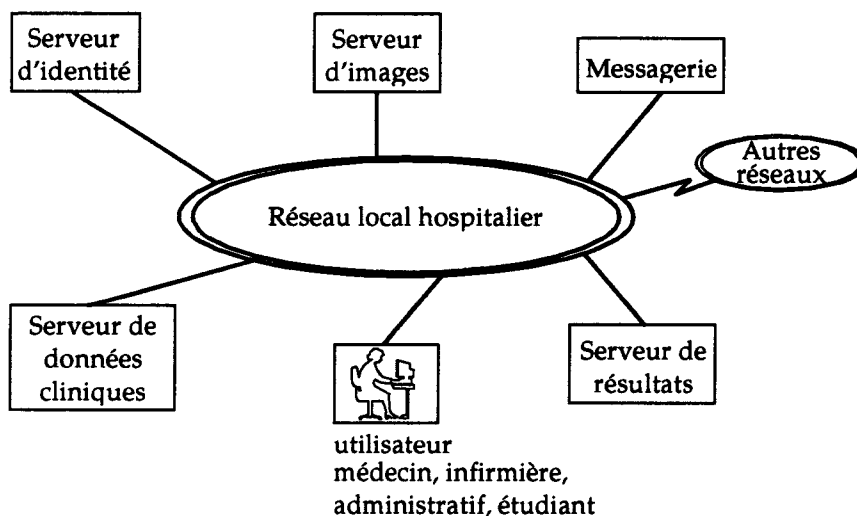 Serveur
d'identité
Serveur
d'images
Messagerie
Autres
réseaux
Réseau local hospitalier
Serveur de
données
cliniques
Serveur de
résultats
utilisateur
médecin, infirmière,
administratif, étudiant